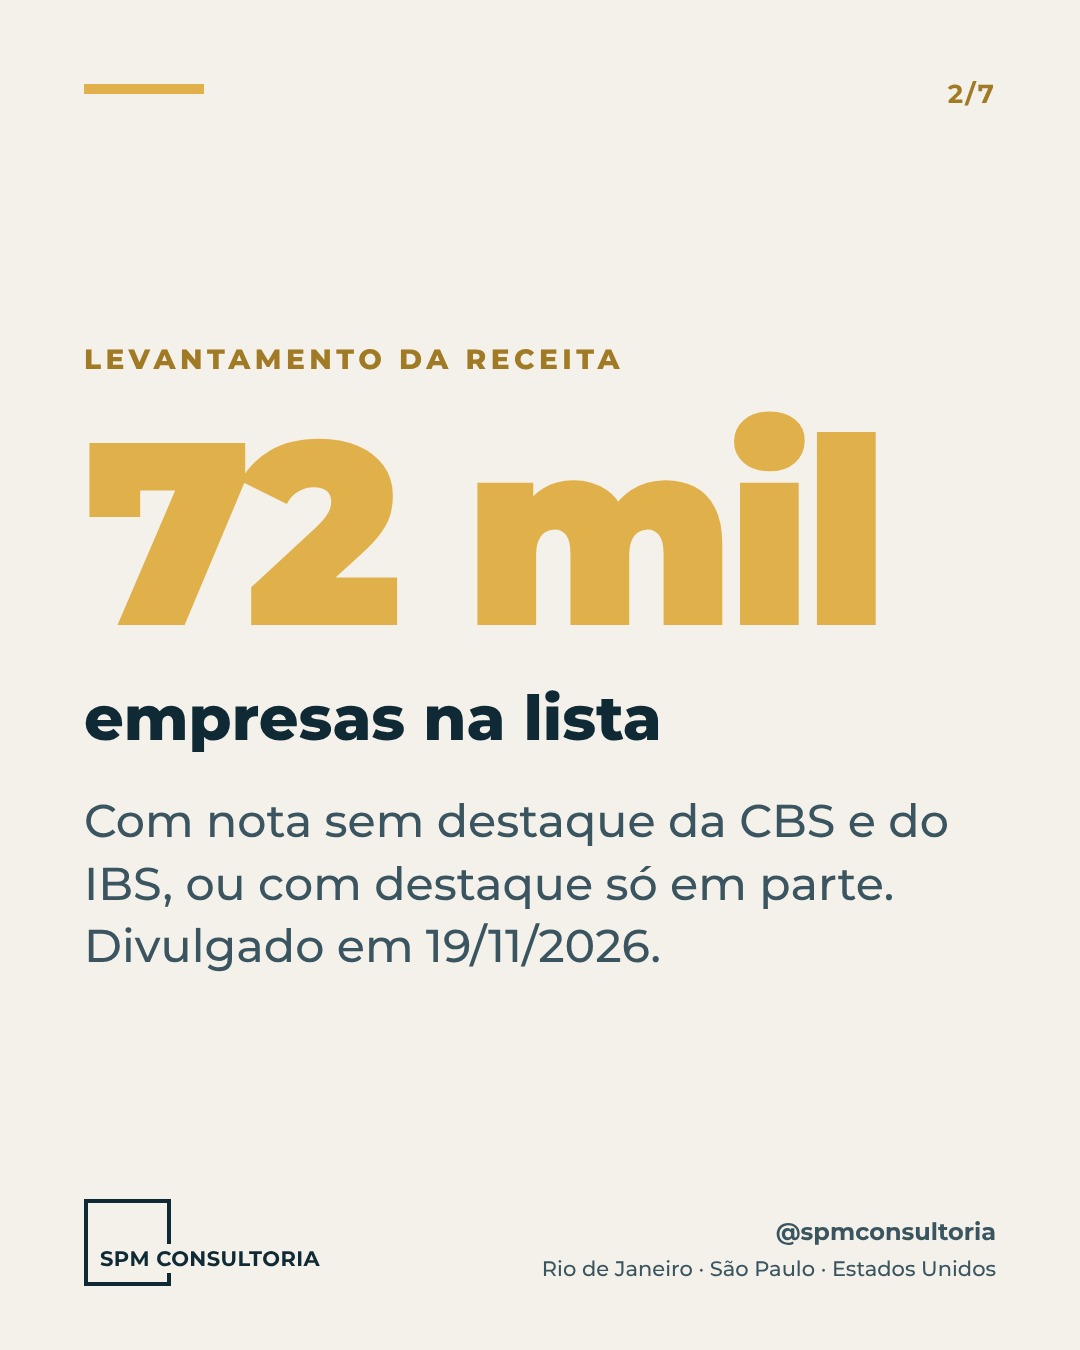 2/7
LEVANTAMENTO DA RECEITA
72 mil
empresas na lista
Com nota sem destaque da CBS e do
IBS, ou com destaque só em parte.
Divulgado em 19/11/2026.
SPM CONSULTORIA
@spmconsultoria
Rio de Janeiro · São Paulo · Estados Unidos